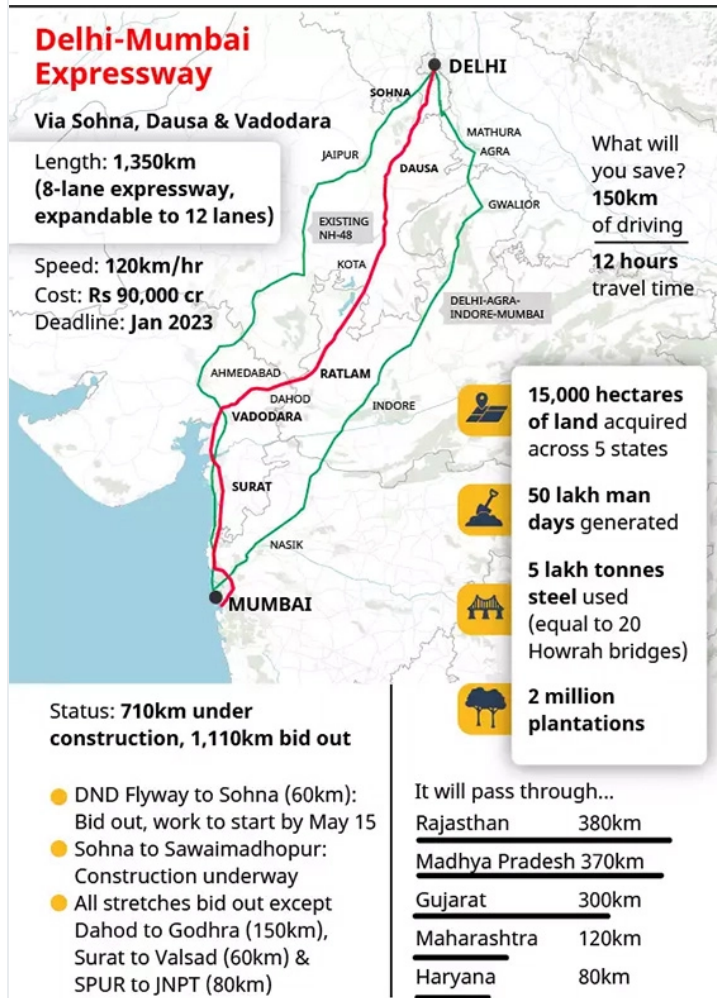 Delhi-Mumbai
Expressway
Via Sohna, Dausa & Vadodara
Length: 1,350km
(8-lane expressway,
expandable to 12 lanes)
Speed: 120km/hr
Cost: Rs 90,000 cr
Deadline: Jan 2023
DELHI
SOHNA
MATHURA
AGRA
JAIPUR
DAUSA
GWALIOR
EXISTING
NH-48
KOTA
DELHI-AGRA-
INDORE-MUMBAI
AHMEDABAD
RATLAM
DAHOD
VADODARA
INDORE
SURAT
NASIK
MUMBAI
What will
you save?
150km
of driving
12 hours
travel time
15,000 hectares
of land acquired
across 5 states
50 lakh man
days generated
5 lakh tonnes
steel used
(equal to 20
Howrah bridges)
2 million
plantations
Status: 710km under
construction, 1,110km bid out
DND Flyway to Sohna (60km):
Bid out, work to start by May 15
Sohna to Sawaimadhopur:
Construction underway
All stretches bid out except
Dahod to Godhra (150km),
Surat to Valsad (60km) &
SPUR to JNPT (80km)
It will pass through...
Rajasthan 380km
Madhya Pradesh 370km
Gujarat 300km
Maharashtra 120km
Haryana 80km